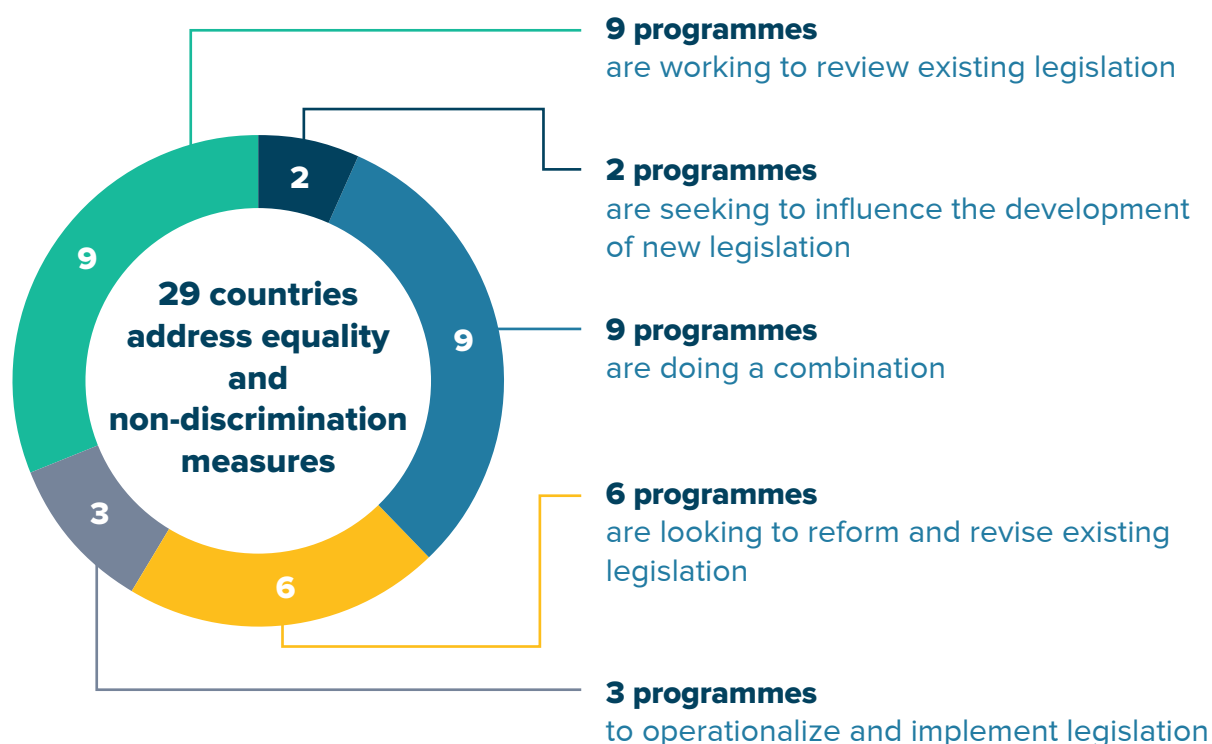 9 programmes
are working to review existing legislation
2 programmes
are seeking to influence the development
of new legislation
9 programmes
are doing a combination
6 programmes
are looking to reform and revise existing
legislation
3 programmes
to operationalize and implement legislation
2
9
9
6
3
29 countries
address equality
and
non-discrimination
measures